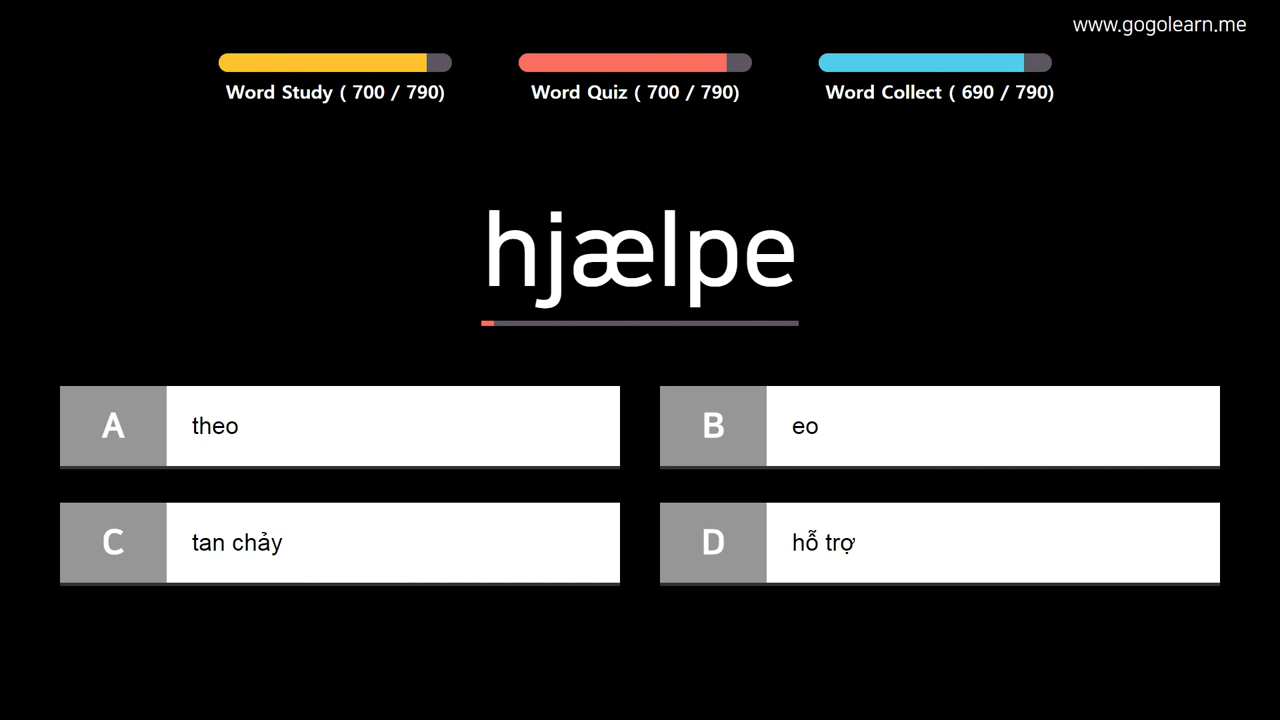 www.gogolearn.me
Word Study ( 700 / 790)
Word Quiz ( 700 / 790)
Word Collect ( 690 / 790)
hjælpe
A theo
B eo
C tan chảy
D hỗ trợ